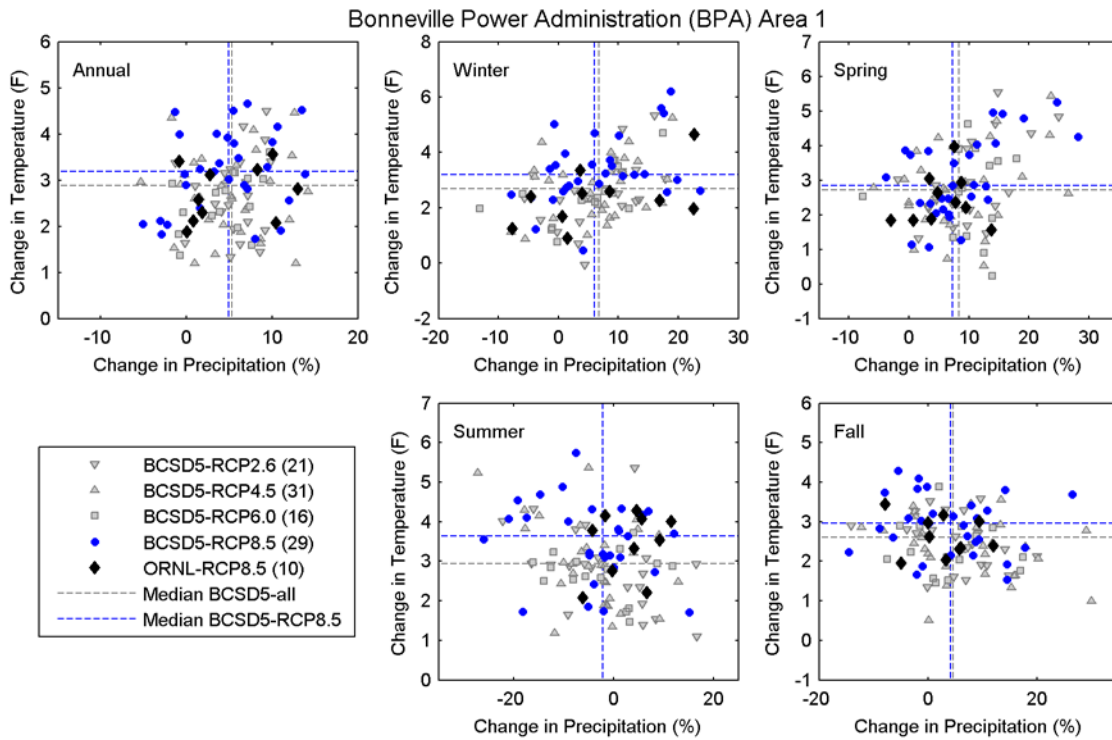 Bonneville Power Administration (BPA) Area 1
Annual
6
5
4
3
2
1
0
-10
0
10
20
Change in Temperature (F)
Change in Precipitation (%)
Winter
8
6
4
2
0
-2
-20
-10
0
10
20
30
Change in Temperature (F)
Change in Precipitation (%)
Spring
7
6
5
4
3
2
1
0
-1
-10
0
10
20
30
Change in Temperature (F)
Change in Precipitation (%)
BCSD5-RCP2.6 (21)
BCSD5-RCP4.5 (31)
BCSD5-RCP6.0 (16)
BCSD5-RCP8.5 (29)
ORNL-RCP8.5 (10)
Median BCSD5-all
Median BCSD5-RCP8.5
Summer
7
6
5
4
3
2
1
0
-20
0
20
Change in Temperature (F)
Change in Precipitation (%)
Fall
6
5
4
3
2
1
0
-1
-20
0
20
Change in Temperature (F)
Change in Precipitation (%)